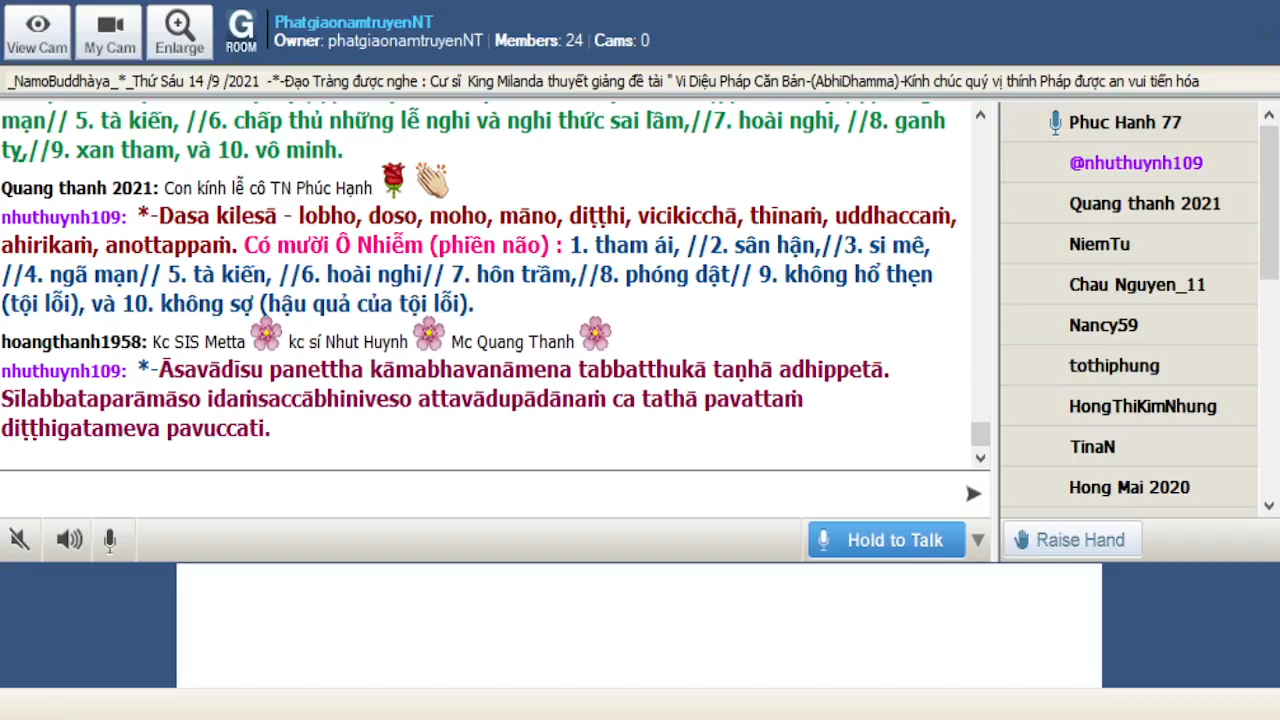 View Cam
My Cam
Enlarge
G
ROOM
PhatgiaonamtruyenNT
Owner: phatgiaonamtruyenNT | Members: 24 | Cams: 0
_NamoBuddhàya_*_Thứ Sáu 14 /9 /2021 -*-Đạo Tràng được nghe : Cư sĩ King Milanda thuyết giảng đề tài " Vi Diệu Pháp Căn Bản-(AbhiDhamma)-Kính chúc quý vị thính Pháp được an vui tiến hóa
mạn// 5. tà kiến, //6. chấp thủ những lễ nghi và nghi thức sai lầm,//7. hoài nghi, //8. ganh
tỵ,//9. xan tham, và 10. vô minh.
Quang thanh 2021: Con kính lễ cô TN Phúc Hạnh
nhuthuynh109: *-Dasa kilesā - lobho, doso, moho, māno, diṭṭhi, vicikicchā, thīnaṁ, uddhaccaṁ,
ahirikaṁ, anottappaṁ. Có mười Ô Nhiễm (phiền não) : 1. tham ái, //2. sân hận,//3. si mê,
//4. ngã mạn// 5. tà kiến, //6. hoài nghi// 7. hôn trầm,//8. phóng dật// 9. không hổ thẹn
(tội lỗi), và 10. không sợ (hậu quả của tội lỗi).
hoangthanh1958: Kc SIS Metta kc sí Nhut Huynh Mc Quang Thanh
nhuthuynh109: *-Āsavādīsu panettha kāmabhavanāmena tabbatthukā taṇhā adhippetā.
Sīlabbataparāmāso idaṁsaccābhiniveso attavādupādānaṁ ca tathā pavattaṁ
diṭṭhigatameva pavuccati.
Phuc Hanh 77
@nhuthuynh109
Quang thanh 2021
NiemTu
Chau Nguyen_11
Nancy59
tothiphung
HongThiKimNhung
TinaN
Hong Mai 2020
Hold to Talk
Raise Hand